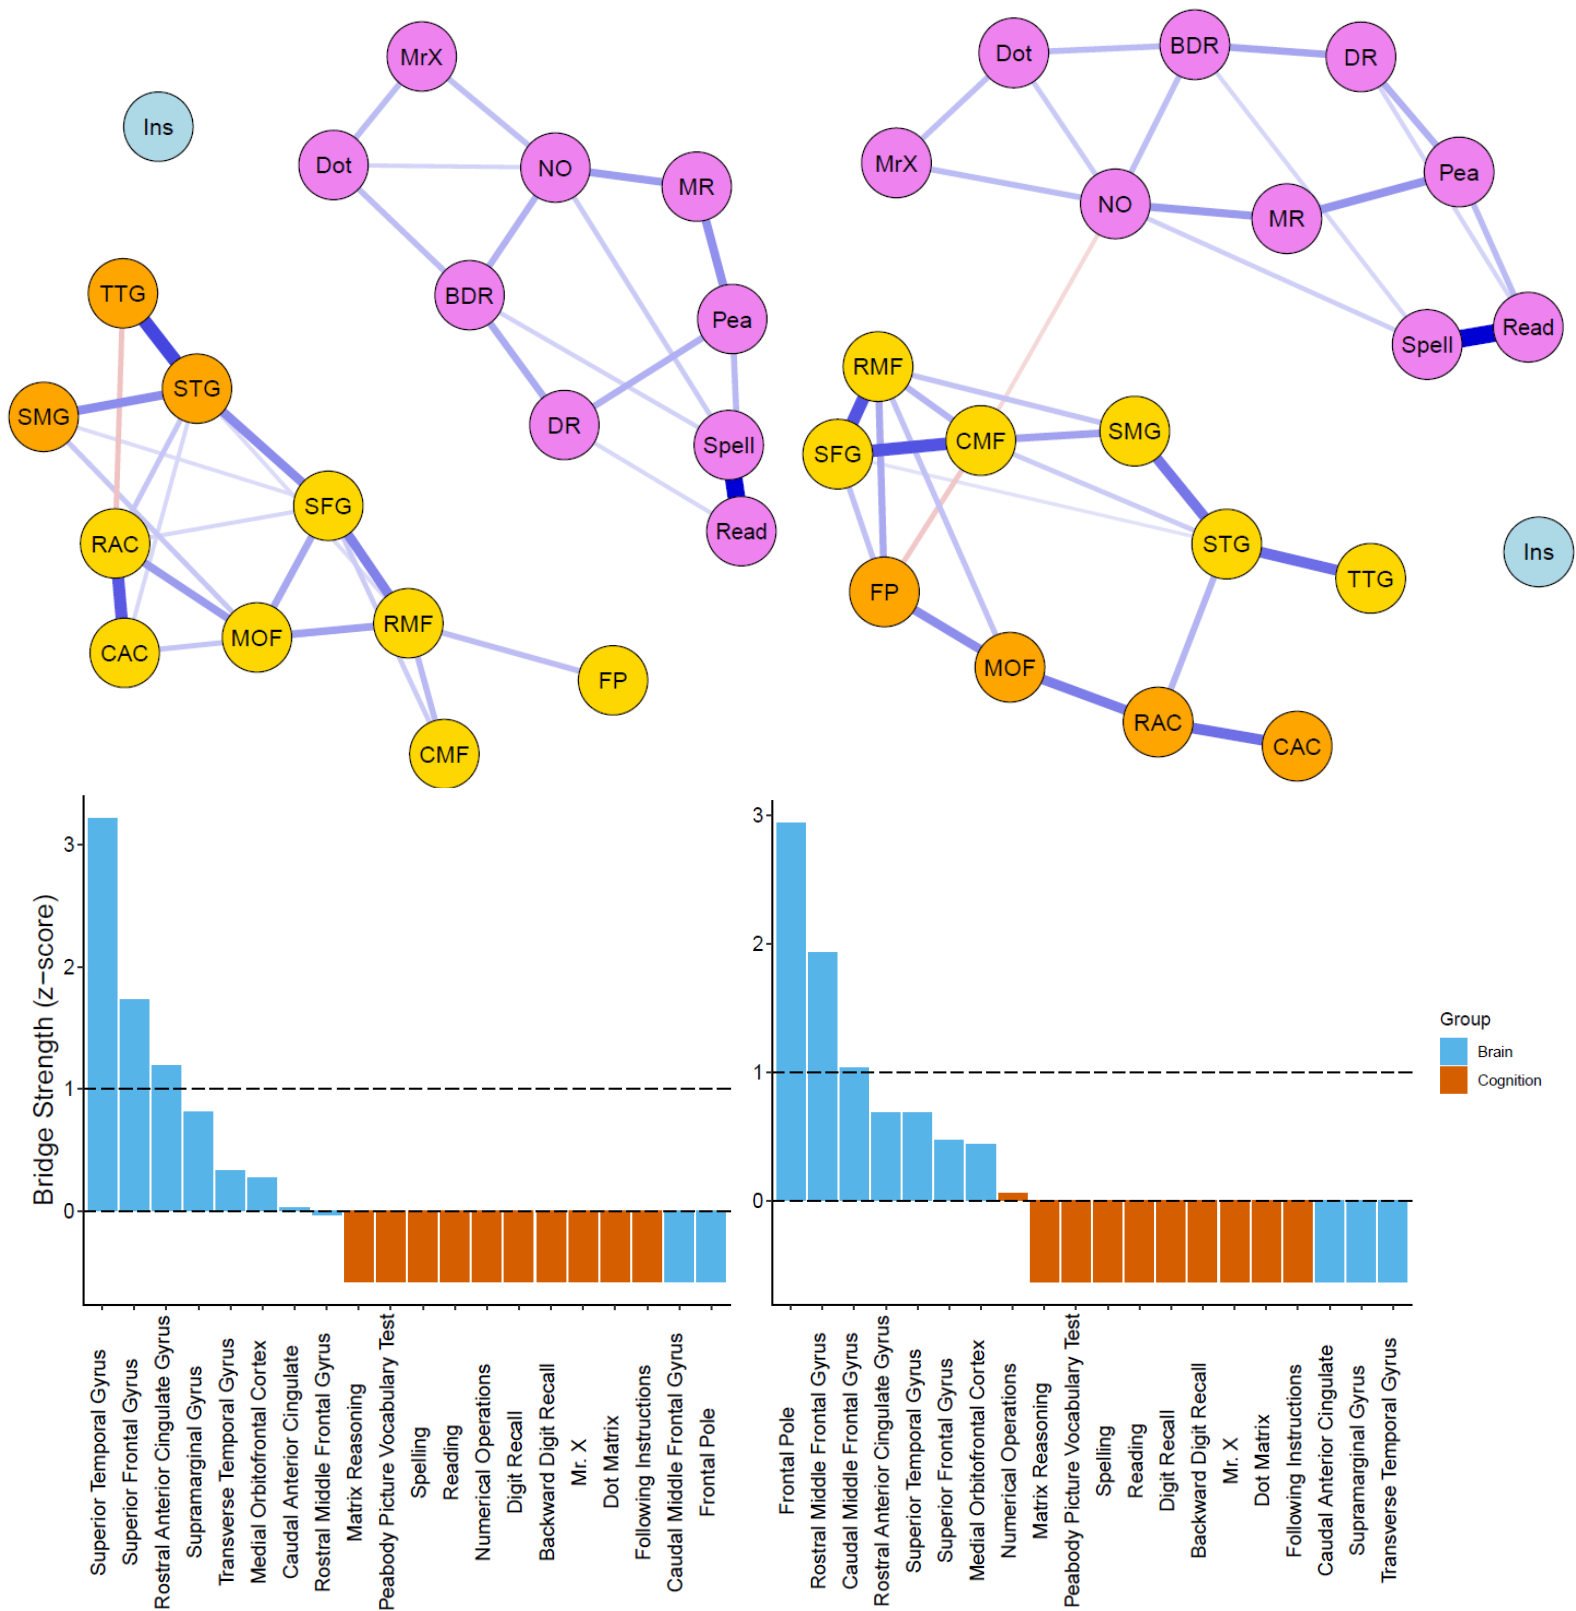 MrX
Ins
Dot
NO
MR
BDR
Pea
TTG
STG
SMG
DR
Spell
SFG
RAC
Read
CAC
MOF
RMF
FP
CMF
Dot
BDR
DR
MrX
NO
MR
Pea
Spell
Read
RMF
SFG
CMF
SMG
STG
Ins
FP
TTG
MOF
RAC
CAC
Bridge Strength (z−score)
3
2
1
0
Superior Temporal Gyrus
Superior Frontal Gyrus
Rostral Anterior Cingulate Gyrus
Supramarginal Gyrus
Transverse Temporal Gyrus
Medial Orbitofrontal Cortex
Caudal Anterior Cingulate
Rostral Middle Frontal Gyrus
Matrix Reasoning
Peabody Picture Vocabulary Test
Spelling
Reading
Numerical Operations
Digit Recall
Backward Digit Recall
Mr. X
Dot Matrix
Following Instructions
Caudal Middle Frontal Gyrus
Frontal Pole
3
2
1
0
Frontal Pole
Rostral Middle Frontal Gyrus
Caudal Middle Frontal Gyrus
Rostral Anterior Cingulate Gyrus
Superior Temporal Gyrus
Superior Frontal Gyrus
Medial Orbitofrontal Cortex
Numerical Operations
Matrix Reasoning
Peabody Picture Vocabulary Test
Spelling
Reading
Digit Recall
Backward Digit Recall
Mr. X
Dot Matrix
Following Instructions
Caudal Anterior Cingulate
Supramarginal Gyrus
Transverse Temporal Gyrus
Group
Brain
Cognition